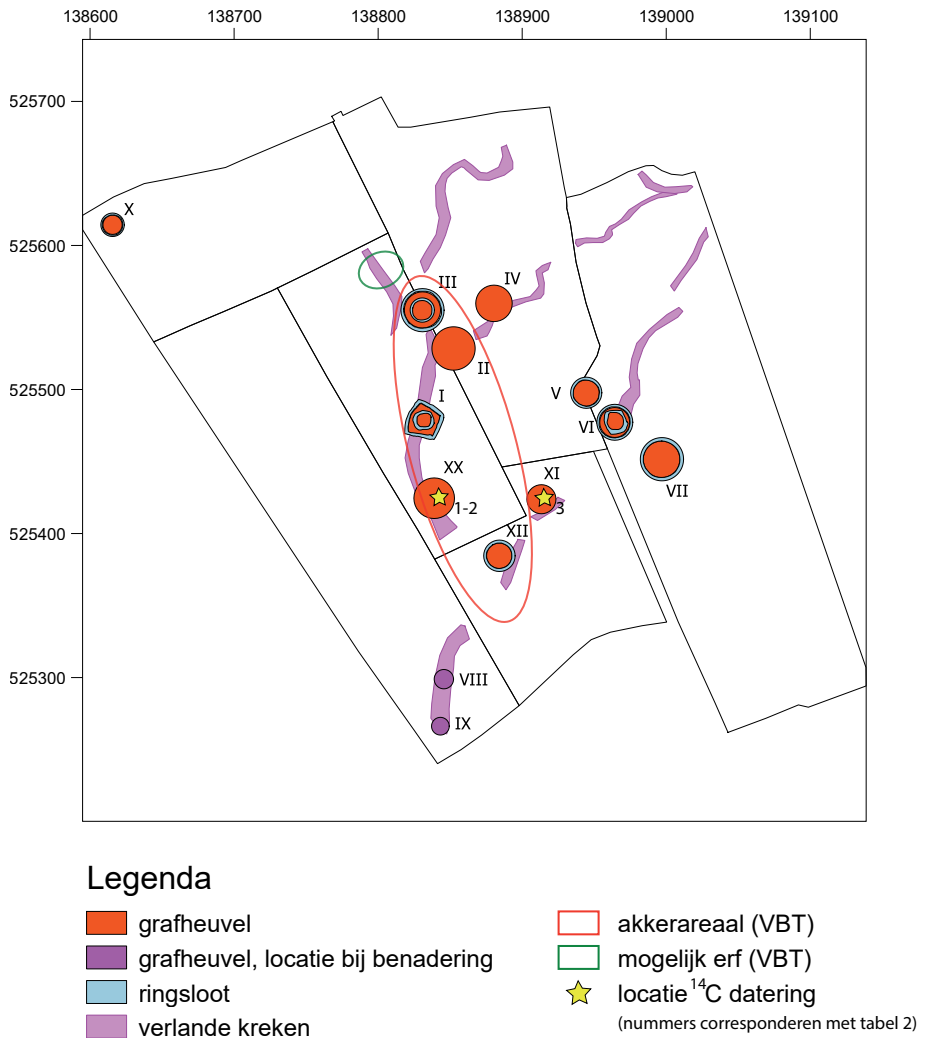 138600 138700 138800 138900 139000 139100
525700
525600
525500
525400
525300
X
III
IV
II
V
I
VI
VII
XX
1-2
XI
3
XII
VIII
IX
Legenda
grafheuvel
grafheuvel, locatie bij benadering
ringsloot
verlande kreken
akkerareaal (VBT)
mogelijk erf (VBT)
locatie 14C datering
(nummers corresponderen met tabel 2)